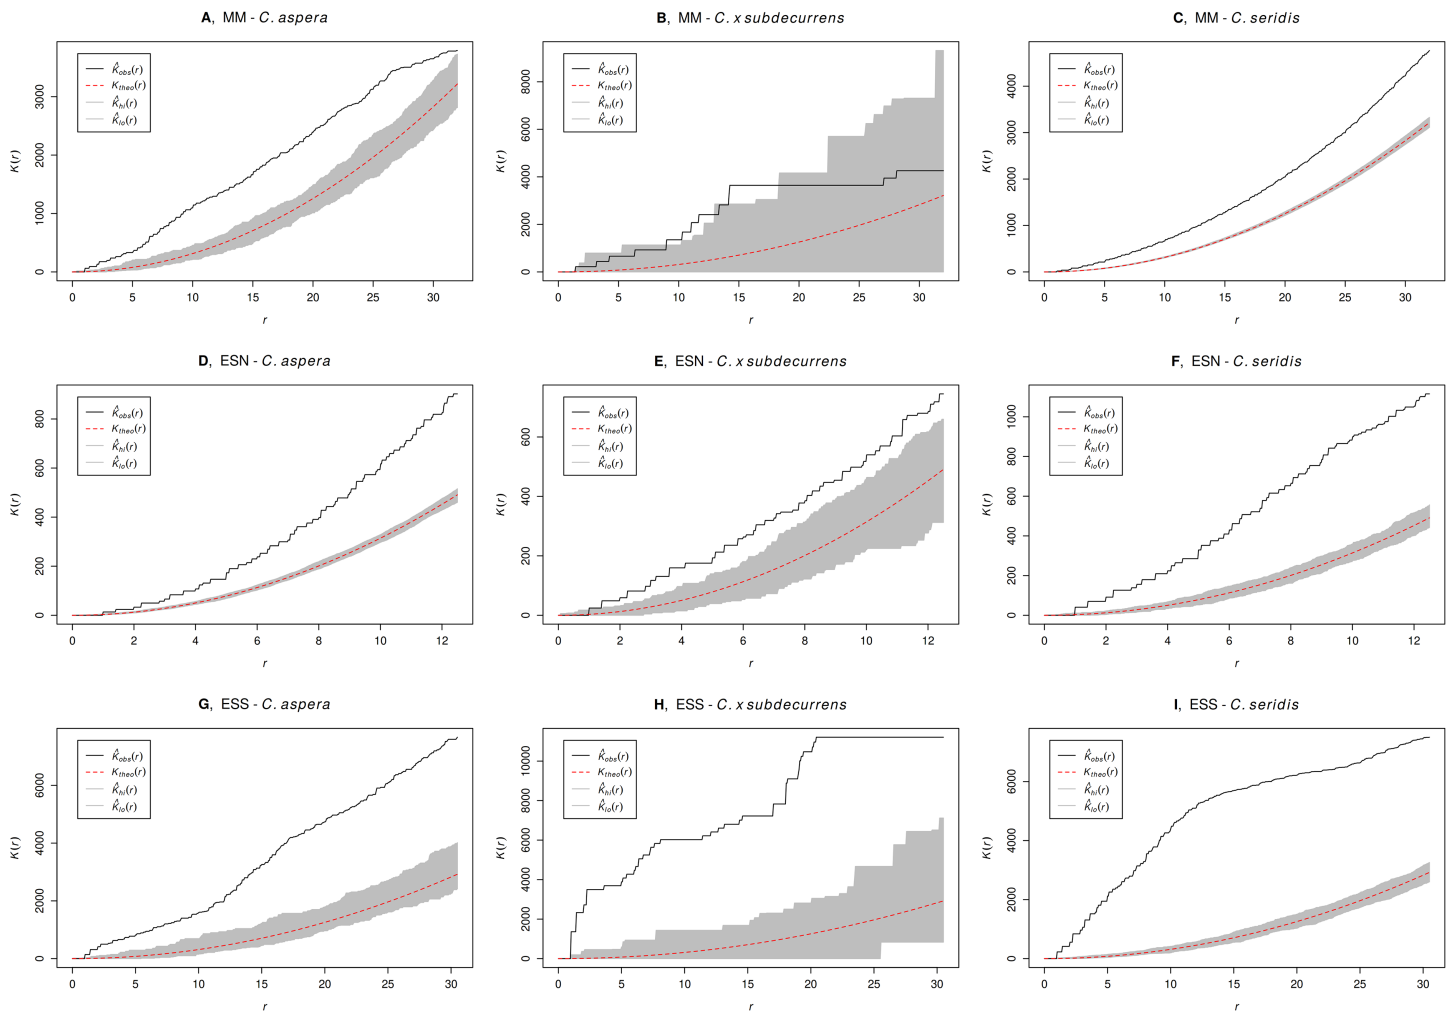 A, MM - C. aspera
K̂obs(r)
Ktheo(r)
K̂hi(r)
K̂lo(r)
K(r)
0 1000 2000 3000
0 5 10 15 20 25 30
r
B, MM - C. x subdecurrens
K̂obs(r)
Ktheo(r)
K̂hi(r)
K̂lo(r)
K(r)
0 2000 4000 6000 8000
0 5 10 15 20 25 30
r
C, MM - C. seridis
K̂obs(r)
Ktheo(r)
K̂hi(r)
K̂lo(r)
K(r)
0 1000 2000 3000 4000
0 5 10 15 20 25 30
r
D, ESN - C. aspera
K̂obs(r)
Ktheo(r)
K̂hi(r)
K̂lo(r)
K(r)
0 200 400 600 800
0 2 4 6 8 10 12
r
E, ESN - C. x subdecurrens
K̂obs(r)
Ktheo(r)
K̂hi(r)
K̂lo(r)
K(r)
0 200 400 600
0 2 4 6 8 10 12
r
F, ESN - C. seridis
K̂obs(r)
Ktheo(r)
K̂hi(r)
K̂lo(r)
K(r)
0 200 400 600 800 1000
0 2 4 6 8 10 12
r
G, ESS - C. aspera
K̂obs(r)
Ktheo(r)
K̂hi(r)
K̂lo(r)
K(r)
0 2000 4000 6000
0 5 10 15 20 25 30
r
H, ESS - C. x subdecurrens
K̂obs(r)
Ktheo(r)
K̂hi(r)
K̂lo(r)
K(r)
0 2000 4000 6000 8000 10000
0 5 10 15 20 25 30
r
I, ESS - C. seridis
K̂obs(r)
Ktheo(r)
K̂hi(r)
K̂lo(r)
K(r)
0 2000 4000 6000
0 5 10 15 20 25 30
r